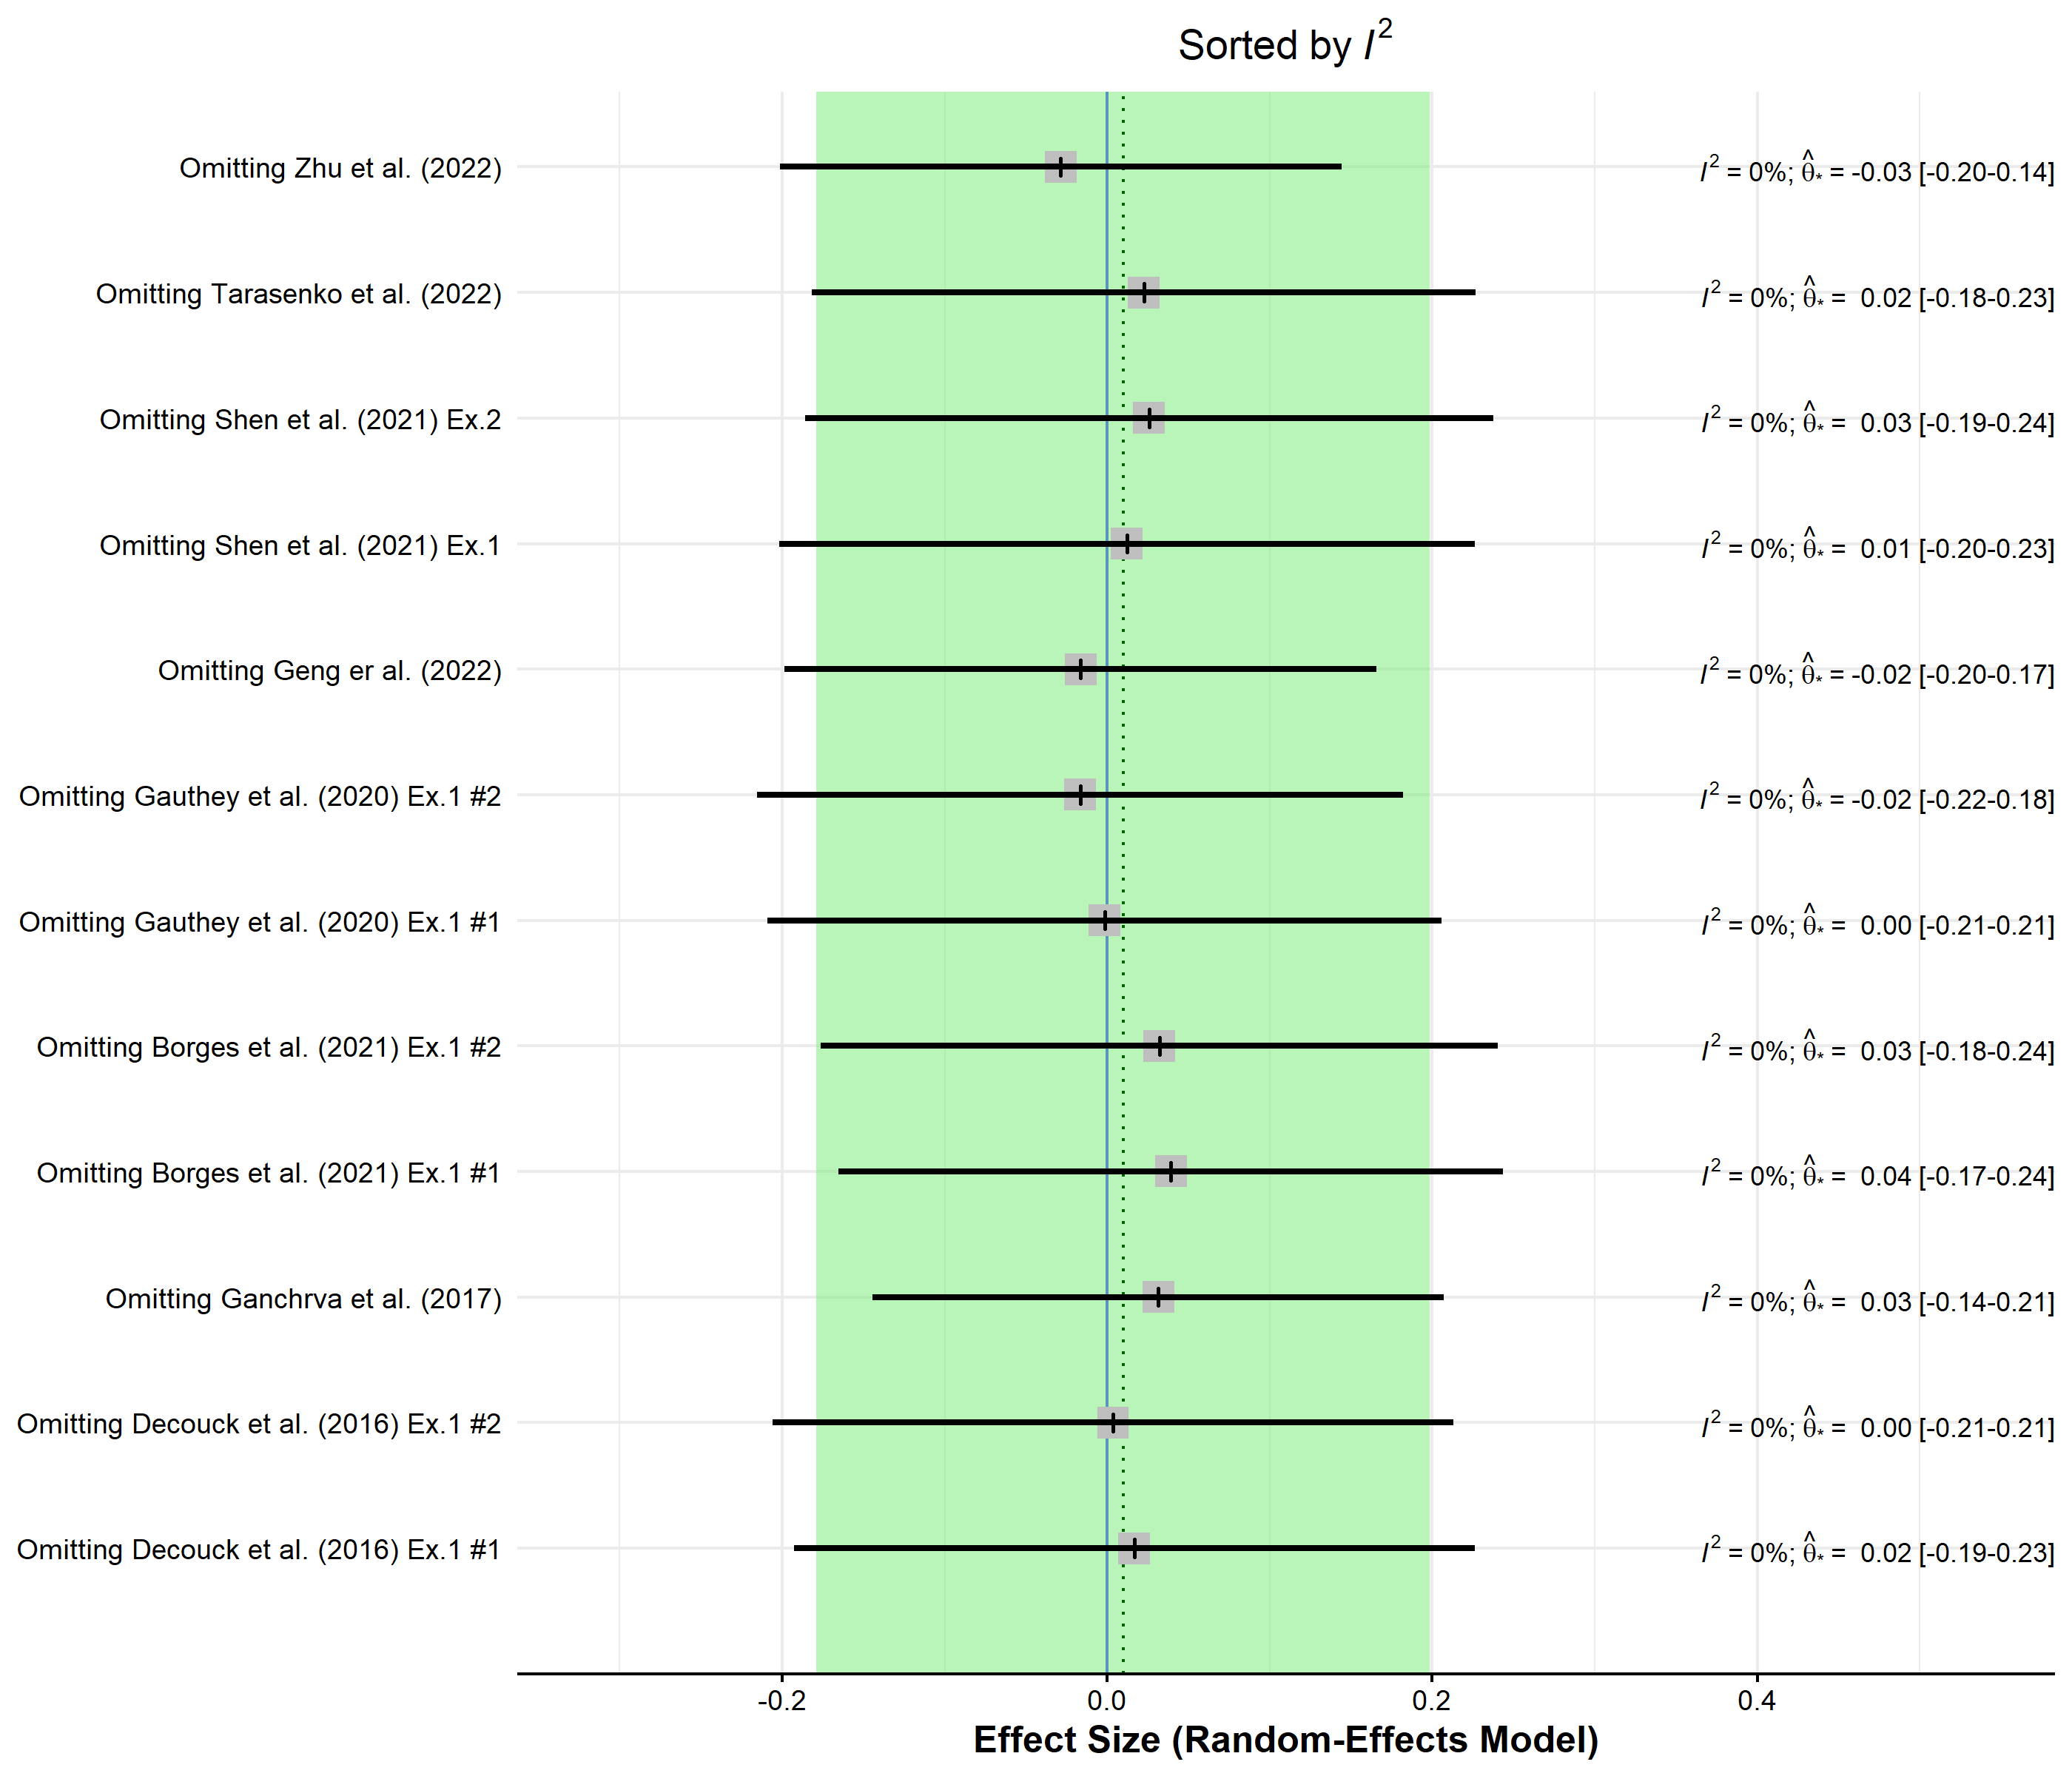 Sorted by I²
Omitting Zhu et al. (2022) I² = 0%; θ̂* = -0.03 [-0.20-0.14]
Omitting Tarasenko et al. (2022) I² = 0%; θ̂* = 0.02 [-0.18-0.23]
Omitting Shen et al. (2021) Ex.2 I² = 0%; θ̂* = 0.03 [-0.19-0.24]
Omitting Shen et al. (2021) Ex.1 I² = 0%; θ̂* = 0.01 [-0.20-0.23]
Omitting Geng er al. (2022) I² = 0%; θ̂* = -0.02 [-0.20-0.17]
Omitting Gauthey et al. (2020) Ex.1 #2 I² = 0%; θ̂* = -0.02 [-0.22-0.18]
Omitting Gauthey et al. (2020) Ex.1 #1 I² = 0%; θ̂* = 0.00 [-0.21-0.21]
Omitting Borges et al. (2021) Ex.1 #2 I² = 0%; θ̂* = 0.03 [-0.18-0.24]
Omitting Borges et al. (2021) Ex.1 #1 I² = 0%; θ̂* = 0.04 [-0.17-0.24]
Omitting Ganchrva et al. (2017) I² = 0%; θ̂* = 0.03 [-0.14-0.21]
Omitting Decouck et al. (2016) Ex.1 #2 I² = 0%; θ̂* = 0.00 [-0.21-0.21]
Omitting Decouck et al. (2016) Ex.1 #1 I² = 0%; θ̂* = 0.02 [-0.19-0.23]
-0.2 0.0 0.2 0.4
Effect Size (Random-Effects Model)